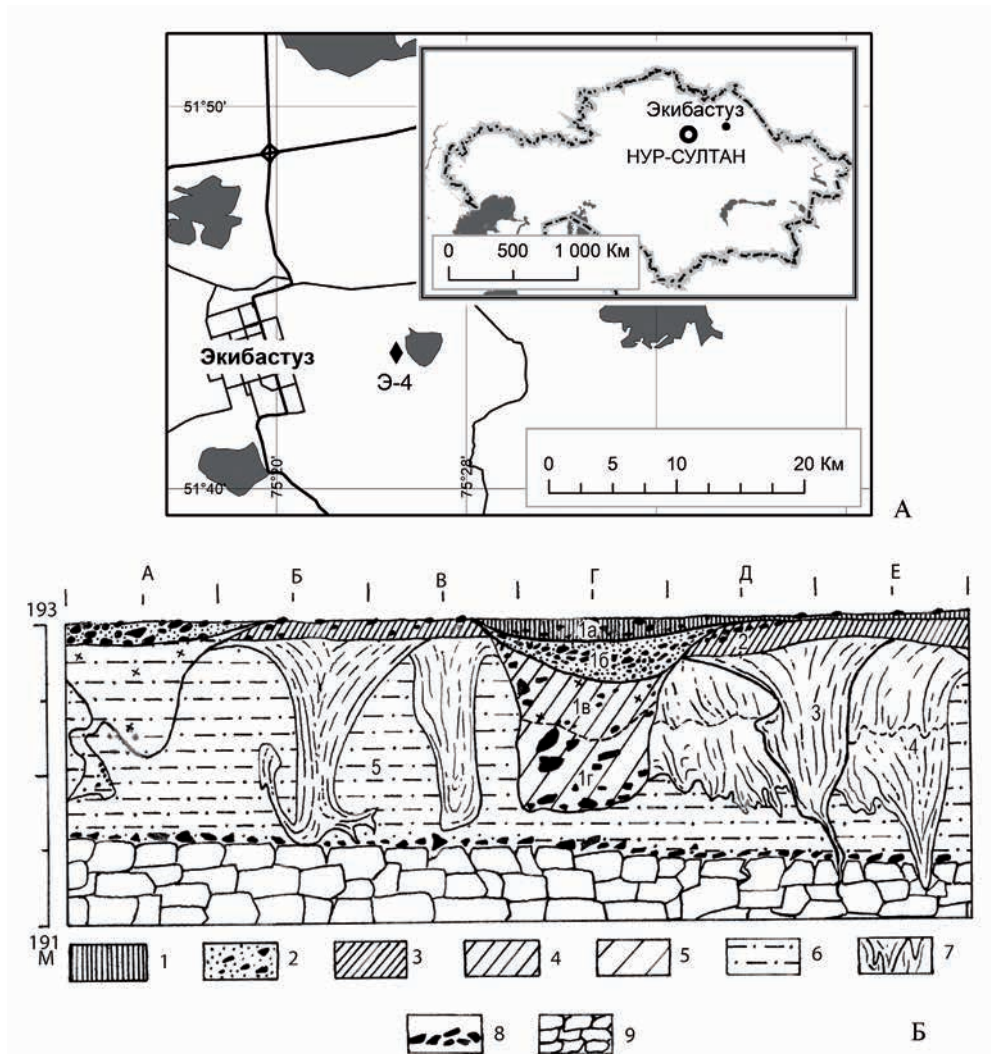 51°50'
Экибастуз
НУР-СУЛТАН
0 500 1 000 Км
Экибастуз
Э-4
0 5 10 20 Км
51°40'
75°20'
75°28'
А
А Б В Г Д Е
193
1а
2
1б
1в
3
4
5
1г
191
М
1 2 3 4 5 6 7
8 9
Б